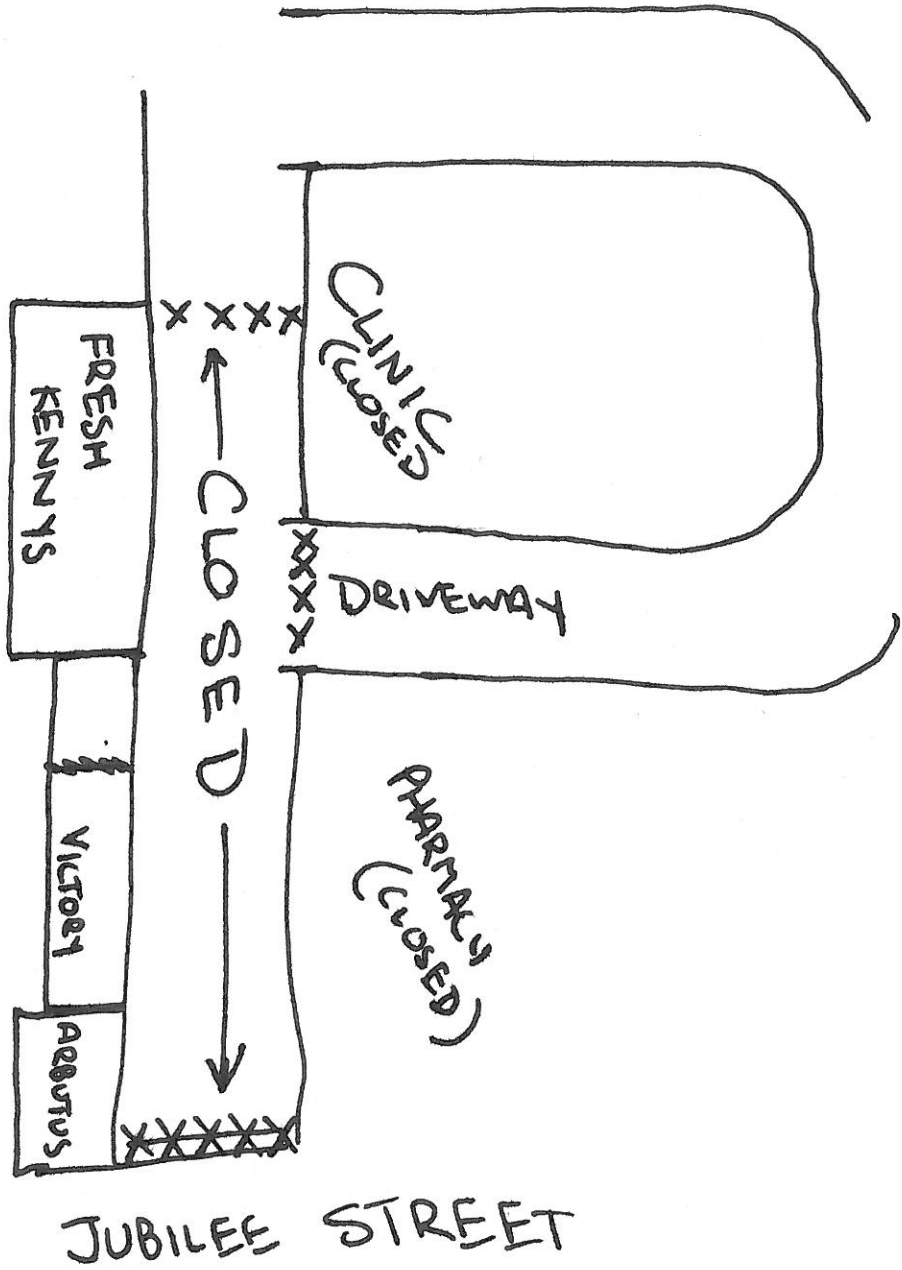 CLINIC
(CLOSED)
FRESH
KENNYS
CLOSED
DRIVEWAY
PHARMACY
(CLOSED)
VICTORY
ARBUTUS
JUBILEE STREET